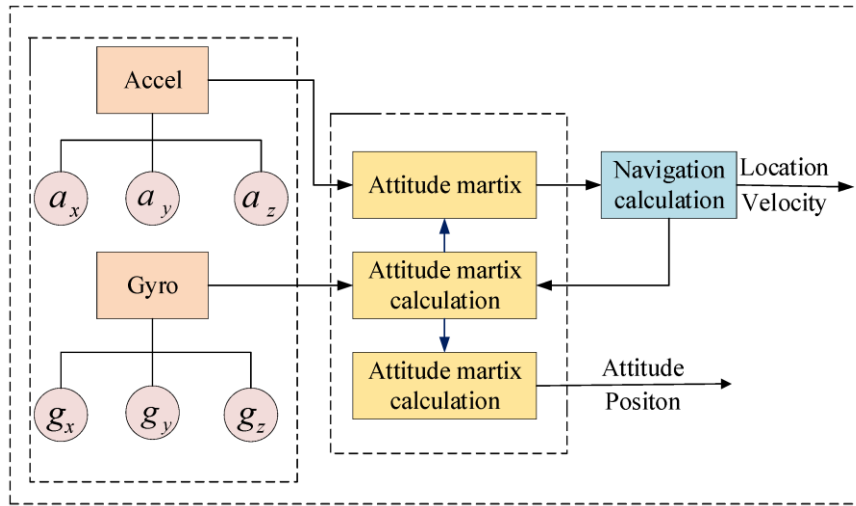 Accel
a_x
a_y
a_z
Gyro
g_x
g_y
g_z
Attitude martix
Attitude martix
calculation
Attitude martix
calculation
Navigation
calculation
Location
Velocity
Attitude
Positon